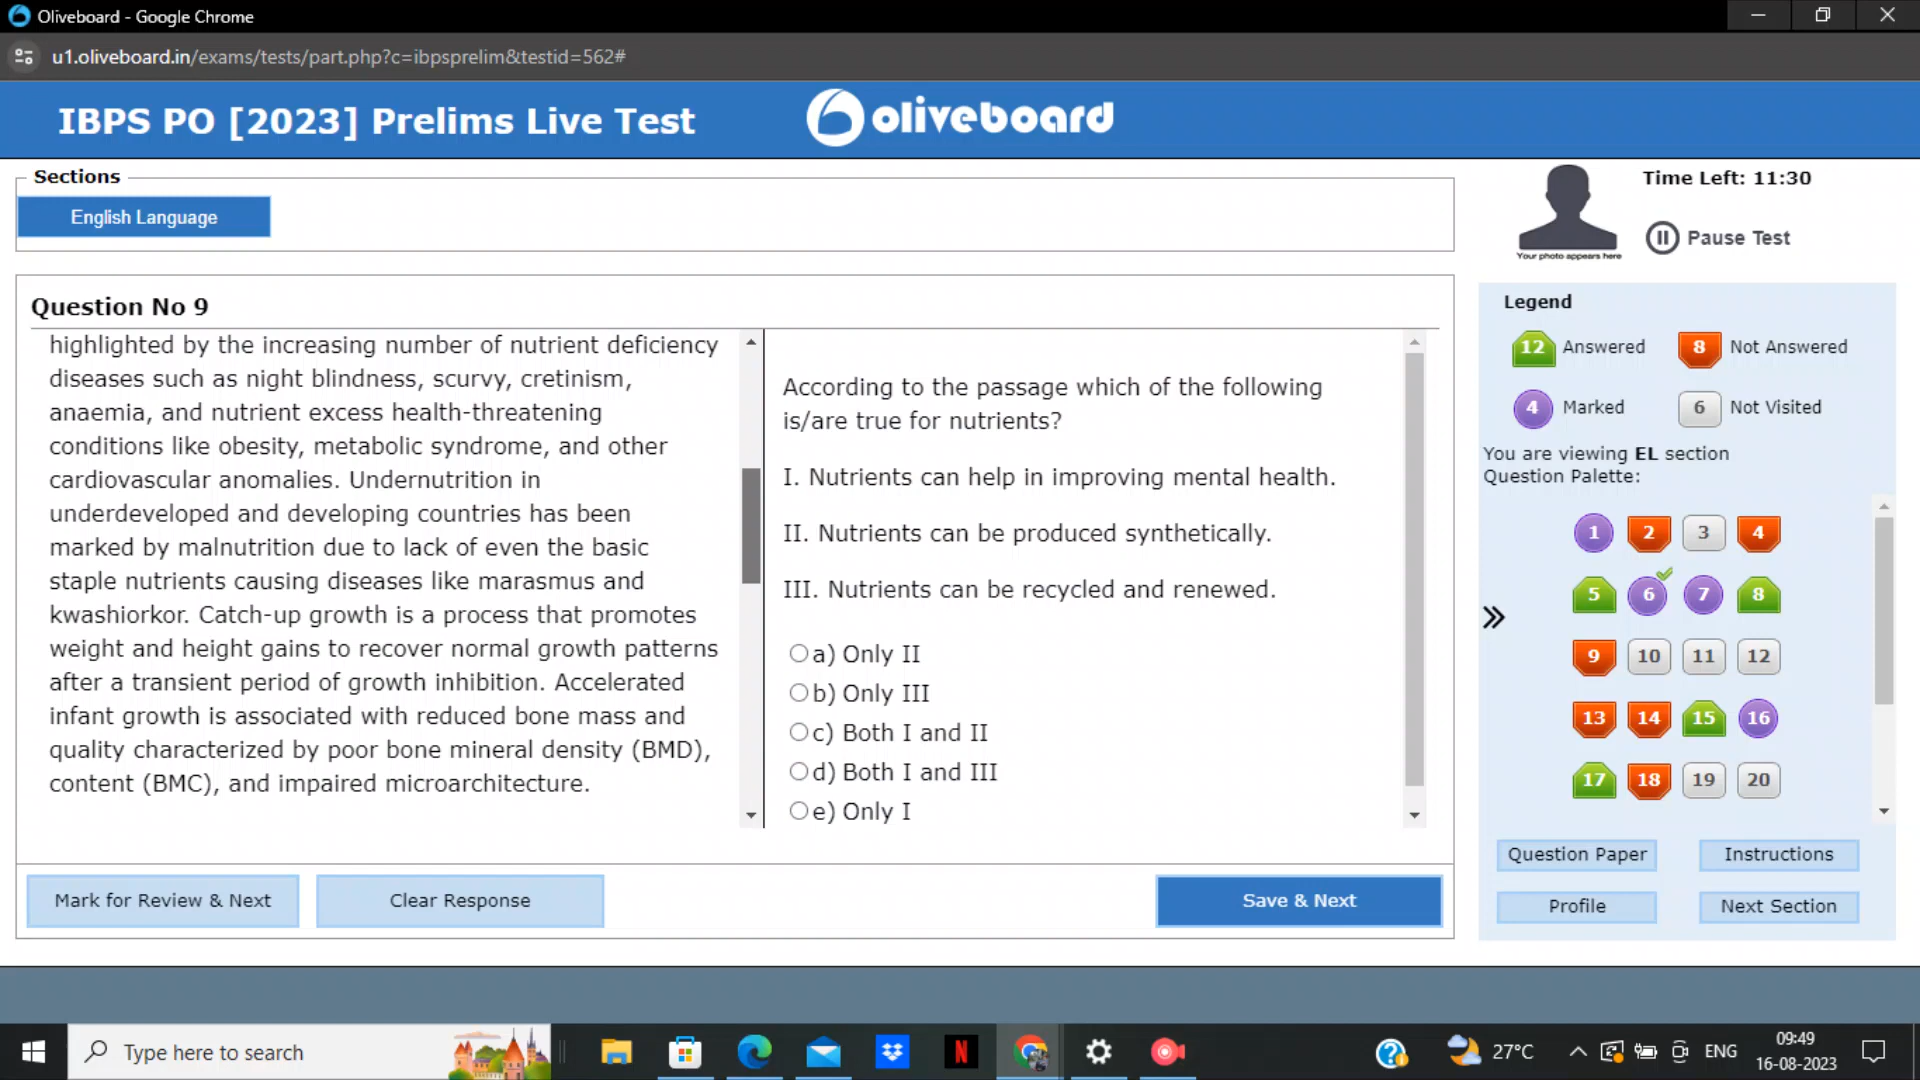 Oliveboard - Google Chrome
u1.oliveboard.in/exams/tests/part.php?c=ibpsprelim&testid=562#
IBPS PO [2023] Prelims Live Test
oliveboard
Sections
English Language
Your photo appears here
Time Left: 11:30
Pause Test
Question No 9
highlighted by the increasing number of nutrient deficiency
diseases such as night blindness, scurvy, cretinism,
anaemia, and nutrient excess health-threatening
conditions like obesity, metabolic syndrome, and other
cardiovascular anomalies. Undernutrition in
underdeveloped and developing countries has been
marked by malnutrition due to lack of even the basic
staple nutrients causing diseases like marasmus and
kwashiorkor. Catch-up growth is a process that promotes
weight and height gains to recover normal growth patterns
after a transient period of growth inhibition. Accelerated
infant growth is associated with reduced bone mass and
quality characterized by poor bone mineral density (BMD),
content (BMC), and impaired microarchitecture.
According to the passage which of the following
is/are true for nutrients?
I. Nutrients can help in improving mental health.
II. Nutrients can be produced synthetically.
III. Nutrients can be recycled and renewed.
a) Only II
b) Only III
c) Both I and II
d) Both I and III
e) Only I
Mark for Review & Next
Clear Response
Save & Next
Legend
12 Answered
8 Not Answered
4 Marked
6 Not Visited
You are viewing EL section
Question Palette:
1 2 3 4
5 6 7 8
9 10 11 12
13 14 15 16
17 18 19 20
Question Paper
Instructions
Profile
Next Section
Type here to search
N
27°C
ENG
09:49
16-08-2023